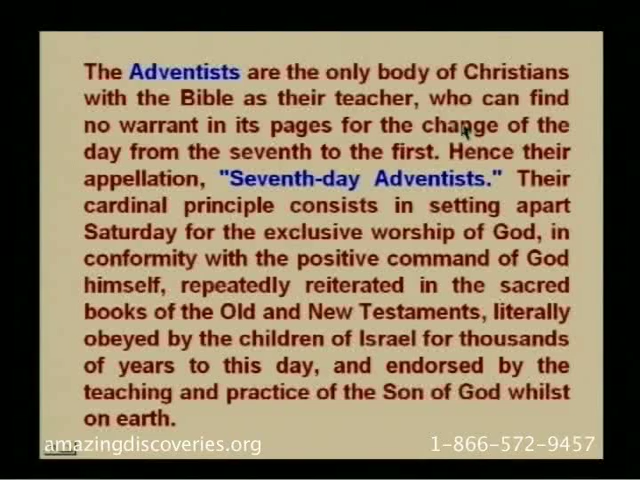 The Adventists are the only body of Christians
with the Bible as their teacher, who can find
no warrant in its pages for the change of the
day from the seventh to the first. Hence their
appellation, "Seventh-day Adventists." Their
cardinal principle consists in setting apart
Saturday for the exclusive worship of God, in
conformity with the positive command of God
himself, repeatedly reiterated in the sacred
books of the Old and New Testaments, literally
obeyed by the children of Israel for thousands
of years to this day, and endorsed by the
teaching and practice of the Son of God whilst
on earth.
amazingdiscoveries.org 1-866-572-9457